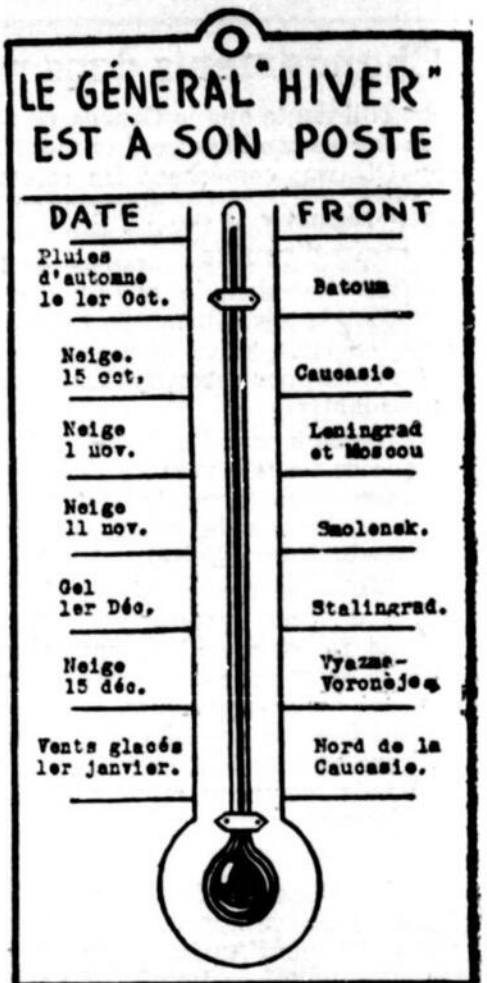 LE GÉNERAL "HIVER"
EST À SON POSTE
DATE FRONT
Pluies
d'automne
le 1er Oct.
Batoum
Neige.
15 oct.
Caucasie
Neige
1 nov.
Leningrad
et Moscou
Neige
11 nov.
Smolensk.
Gel
1er Déc.
Stalingrad.
Neige
15 déc.
Vyazma-
Voronèje
Vents glacés
1er janvier.
Nord de la
Caucasie.